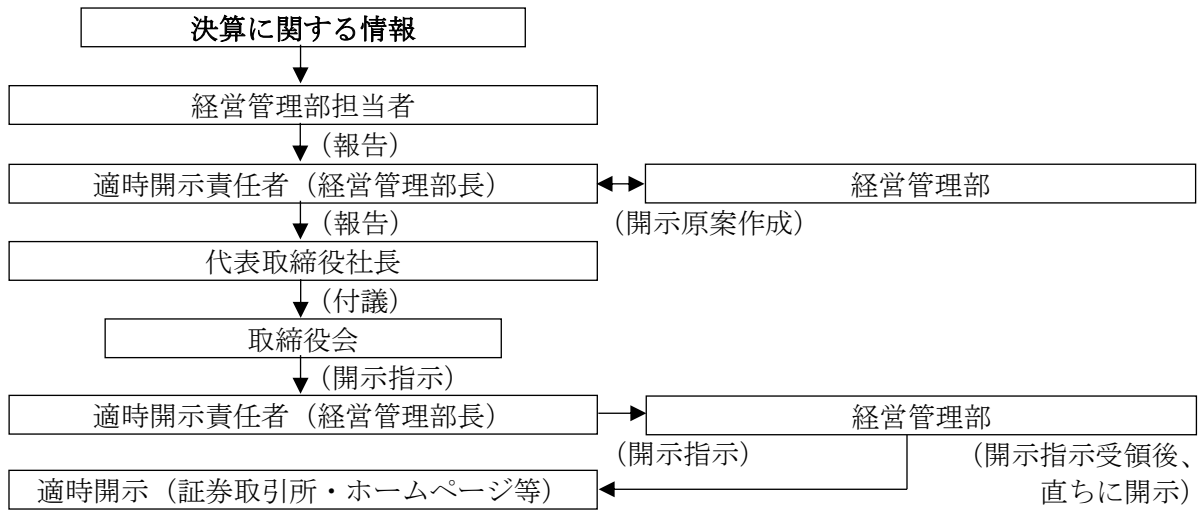 決算に関する情報
経営管理部担当者
（報告）
適時開示責任者（経営管理部長）
経営管理部
（報告）
（開示原案作成）
代表取締役社長
（付議）
取締役会
（開示指示）
適時開示責任者（経営管理部長）
経営管理部
（開示指示）
（開示指示受領後、
直ちに開示）
適時開示（証券取引所・ホームページ等）